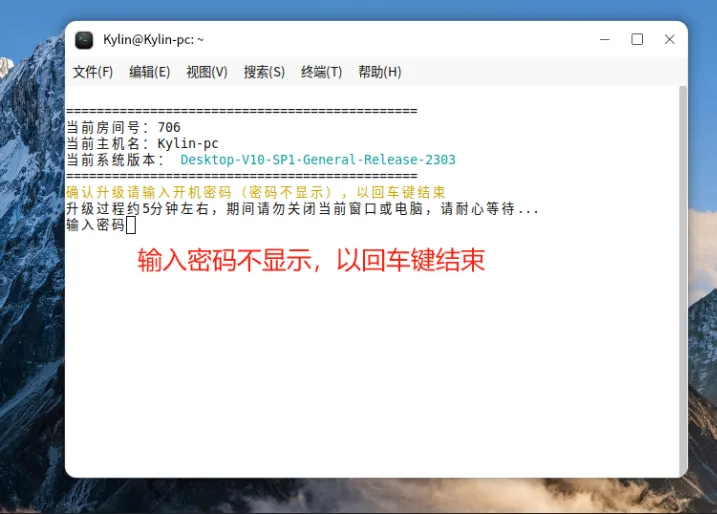 Kylin@Kylin-pc: ~
文件(F) 编辑(E) 视图(V) 搜索(S) 终端(T) 帮助(H)
==============================================
当前房间号：706
当前主机名：Kylin-pc
当前系统版本： Desktop-V10-SP1-General-Release-2303
==============================================
确认升级请输入开机密码（密码不显示），以回车键结束
升级过程约5分钟左右，期间请勿关闭当前窗口或电脑，请耐心等待...
输入密码
输入密码不显示，以回车键结束